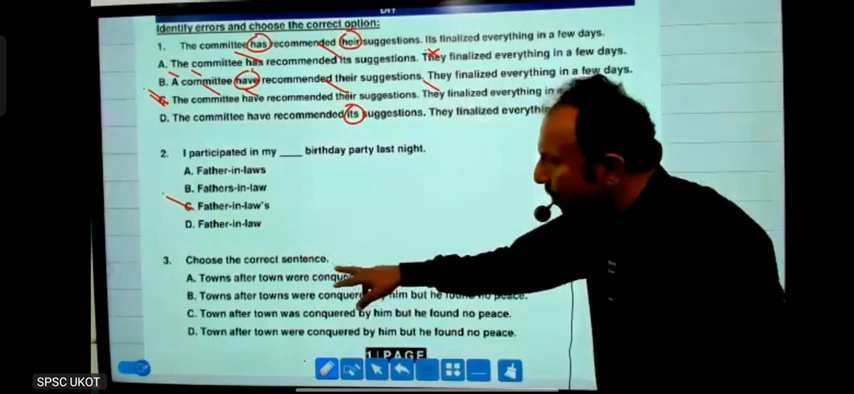 Identify errors and choose the correct option:
1. The committee has recommended heir suggestions. Its finalized everything in a few days.
A. The committee has recommended its suggestions. They finalized everything in a few days.
B. A committee have recommended their suggestions. They finalized everything in a few days.
C. The committee have recommended their suggestions. They finalized everything in
D. The committee have recommended its suggestions. They finalized
2. I participated in my ____ birthday party last night.
A. Father-in-laws
B. Fathers-in-law
C. Father-in-law's
D. Father-in-law
3. Choose the correct sentence.
A. Towns after town were
B. Towns after towns were him but he no peace.
C. Town after town was conquered by him but he found no peace.
D. Town after town were conquered by him but he found no peace.
1 | PAGE
SPSC UKOT